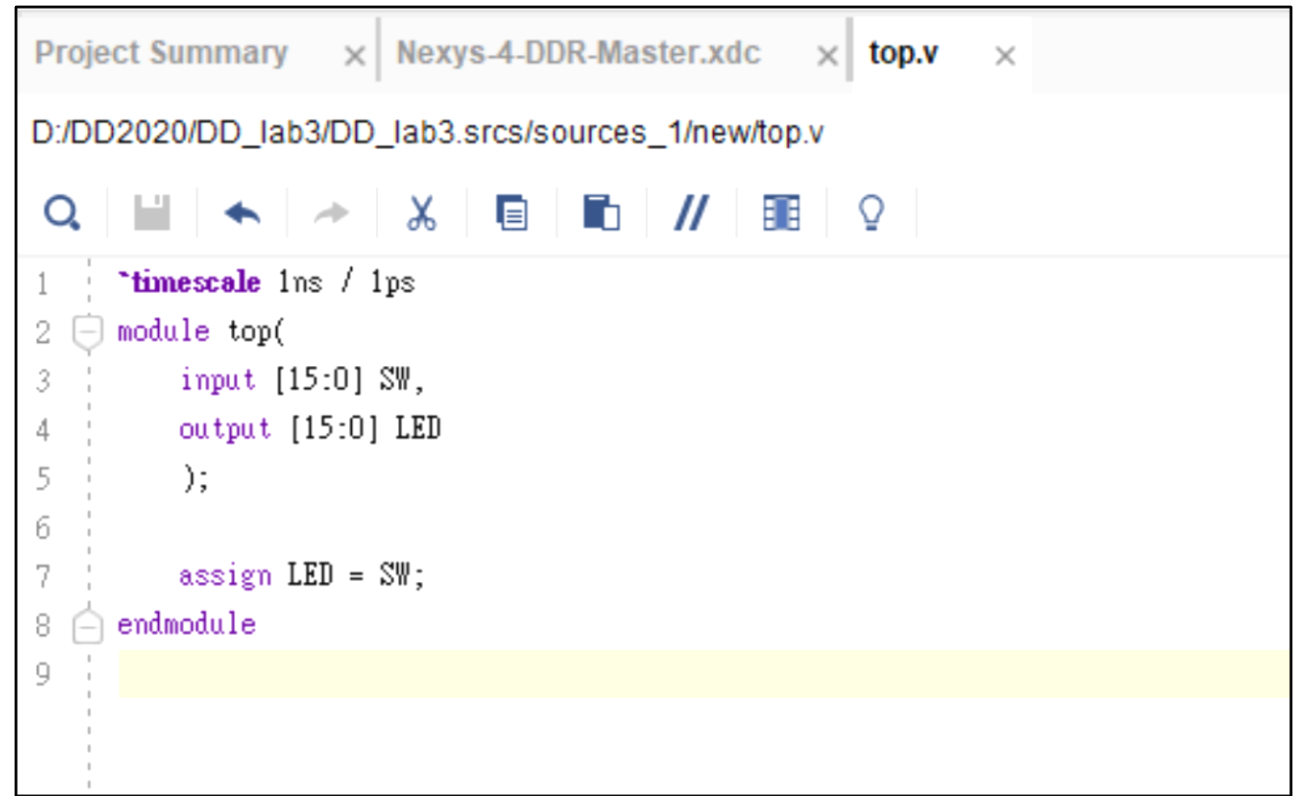 Project Summary × Nexys-4-DDR-Master.xdc × top.v ×
D:/DD2020/DD_lab3/DD_lab3.srcs/sources_1/new/top.v
1 `timescale 1ns / 1ps
2 module top(
3 input [15:0] SW,
4 output [15:0] LED
5 );
6
7 assign LED = SW;
8 endmodule
9